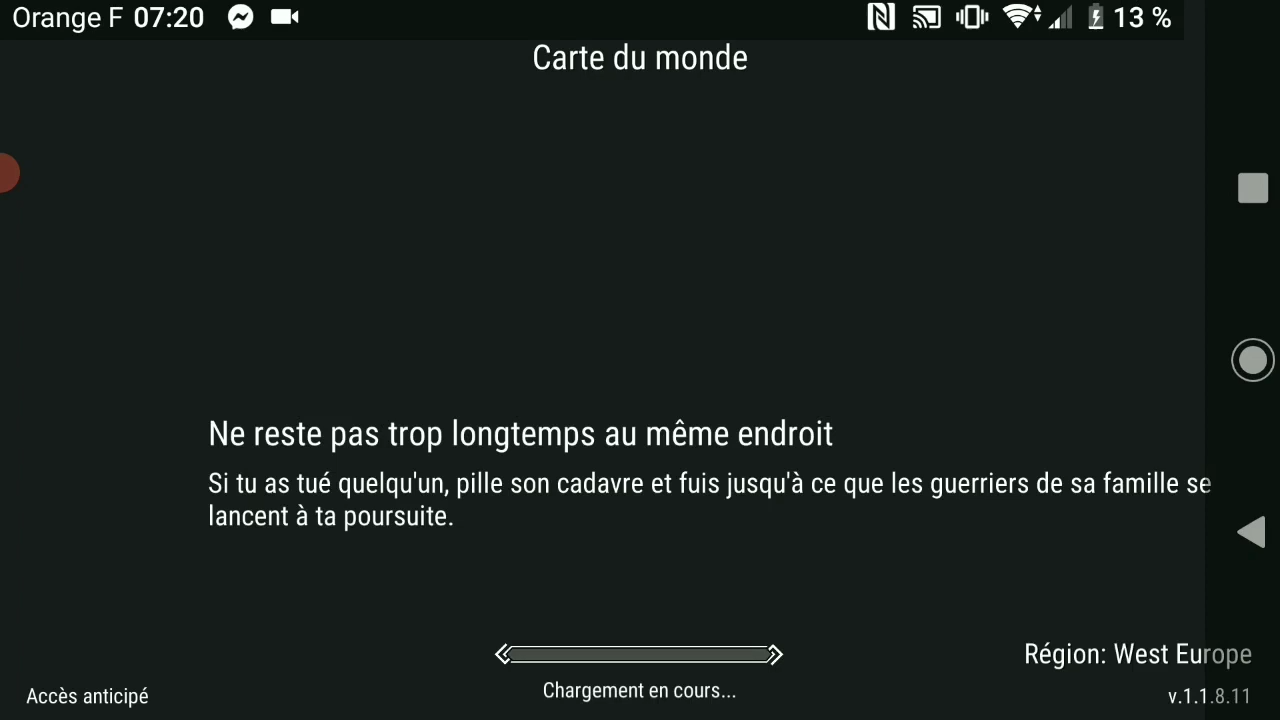 Orange F 07:20
13 %
Carte du monde
Ne reste pas trop longtemps au même endroit
Si tu as tué quelqu'un, pille son cadavre et fuis jusqu'à ce que les guerriers de sa famille se
lancent à ta poursuite.
Région: West Europe
Chargement en cours...
Accès anticipé
v.1.1.8.11